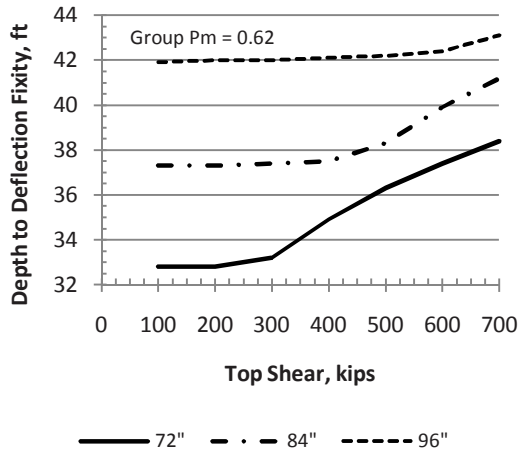 Depth to Deflection Fixity, ft
44
42
40
38
36
34
32
Group Pm = 0.62
0 100 200 300 400 500 600 700
Top Shear, kips
72" 84" 96"